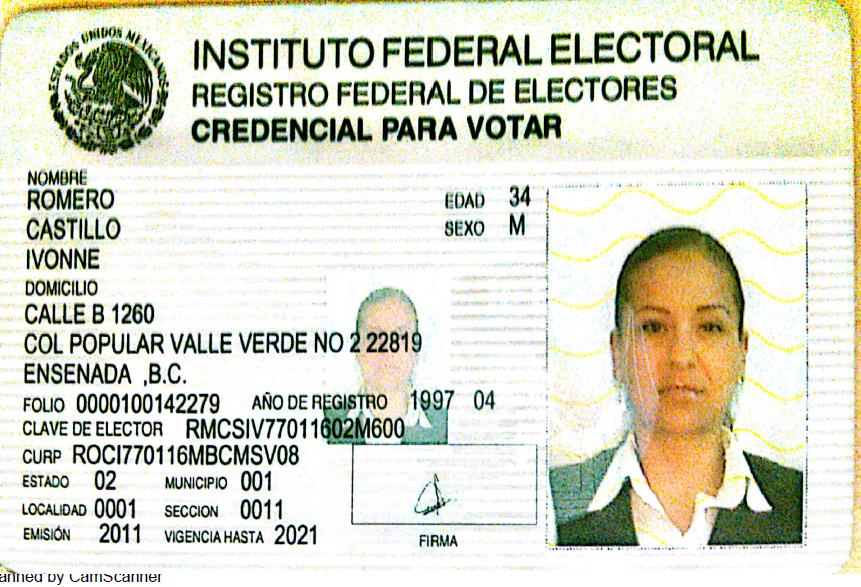 ESTADOS UNIDOS MEXICANOS
INSTITUTO FEDERAL ELECTORAL
REGISTRO FEDERAL DE ELECTORES
CREDENCIAL PARA VOTAR
NOMBRE
ROMERO
CASTILLO
IVONNE
EDAD 34
SEXO M
DOMICILIO
CALLE B 1260
COL POPULAR VALLE VERDE NO 2 22819
ENSENADA ,B.C.
FOLIO 0000100142279 AÑO DE REGISTRO 1997 04
CLAVE DE ELECTOR RMCSIV77011602M600
CURP ROCI770116MBCMSV08
ESTADO 02 MUNICIPIO 001
LOCALIDAD 0001 SECCION 0011
EMISIÓN 2011 VIGENCIA HASTA 2021
FIRMA
anned by CamScanner